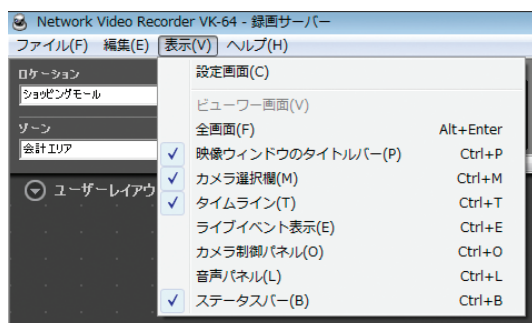 Network Video Recorder VK-64 - 録画サーバー
ファイル(F) 編集(E) 表示(V) ヘルプ(H)
ロケーション
ショッピングモール
ゾーン
会計エリア
ユーザーレイアウ
設定画面(C)
ビューワー画面(V)
全画面(F) Alt+Enter
映像ウィンドウのタイトルバー(P) Ctrl+P
カメラ選択欄(M) Ctrl+M
タイムライン(T) Ctrl+T
ライブイベント表示(E) Ctrl+E
カメラ制御パネル(O) Ctrl+O
音声パネル(L) Ctrl+L
ステータスバー(B) Ctrl+B